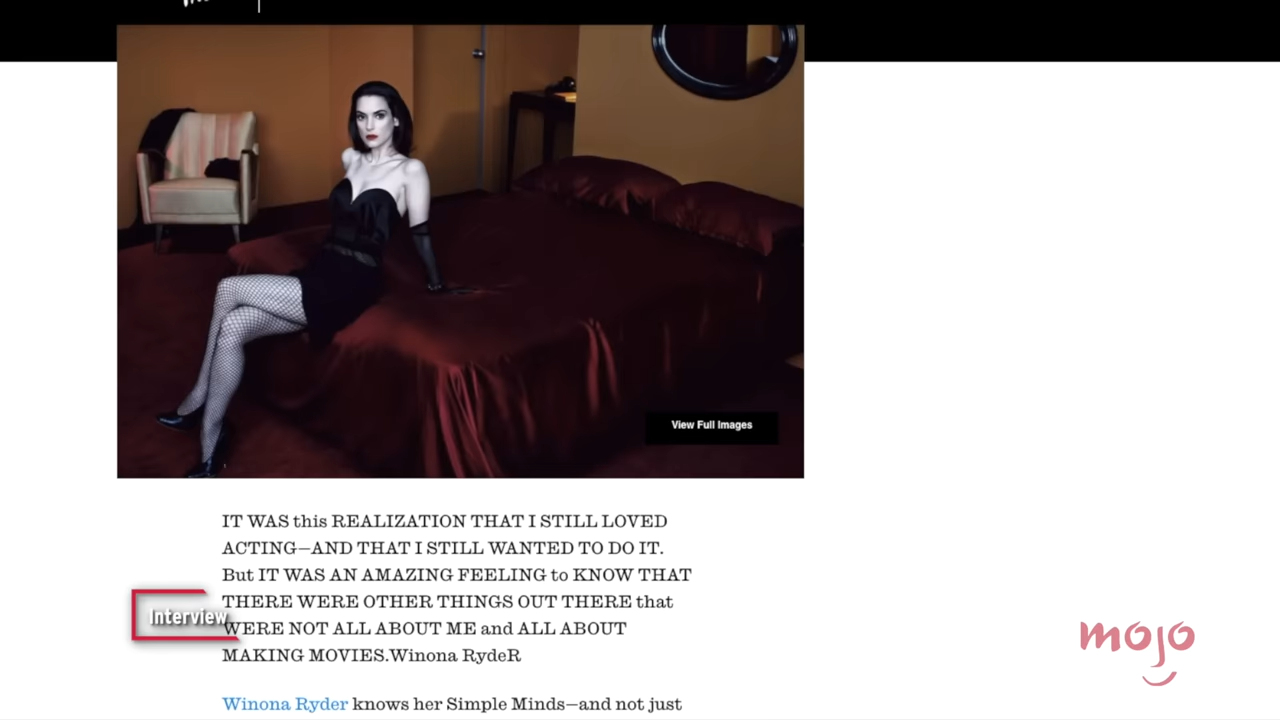 View Full Images
IT WAS this REALIZATION THAT I STILL LOVED
ACTING—AND THAT I STILL WANTED TO DO IT.
But IT WAS AN AMAZING FEELING to KNOW THAT
THERE WERE OTHER THINGS OUT THERE that
Interview
WERE NOT ALL ABOUT ME and ALL ABOUT
MAKING MOVIES.Winona RydeR
mojo
Winona Ryder knows her Simple Minds—and not just